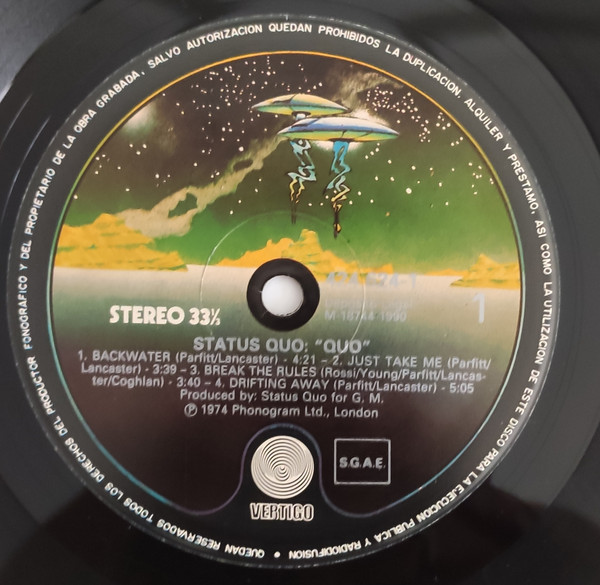 QUEDAN RESERVADOS TODOS LOS DERECHOS DEL PRODUCTOR FONOGRAFICO Y DEL PROPIETARIO DE LA OBRA GRABADA. SALVO AUTORIZACION QUEDAN PROHIBIDOS LA DUPLICACION, ALQUILER Y PRESTAMO, ASI COMO LA UTILIZACION DE ESTE DISCO PARA LA EJECUCION PUBLICA Y RADIODIFUSION •
1
STEREO 33⅓
M 18744-1990
STATUS QUO: "QUO"
1. BACKWATER (Parfitt/Lancaster) - 4:21 – 2. JUST TAKE ME (Parfitt/
Lancaster) - 3:39 – 3. BREAK THE RULES (Rossi/Young/Parfitt/Lancas-
ter/Coghlan) - 3:40 – 4. DRIFTING AWAY (Parfitt/Lancaster) - 5:05
Produced by: Status Quo for G. M.
Ⓟ 1974 Phonogram Ltd., London
S.G.A.E.
VERTIGO